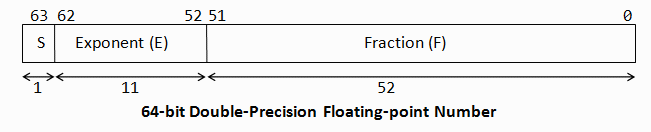 63 62 52 51 0
S Exponent (E) Fraction (F)
1 11 52
64-bit Double-Precision Floating-point Number